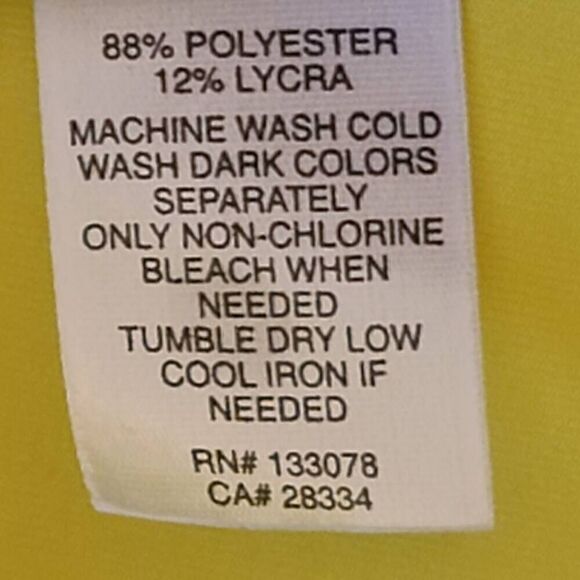 88% POLYESTER
12% LYCRA
MACHINE WASH COLD
WASH DARK COLORS
SEPARATELY
ONLY NON-CHLORINE
BLEACH WHEN
NEEDED
TUMBLE DRY LOW
COOL IRON IF
NEEDED
RN# 133078
CA# 28334